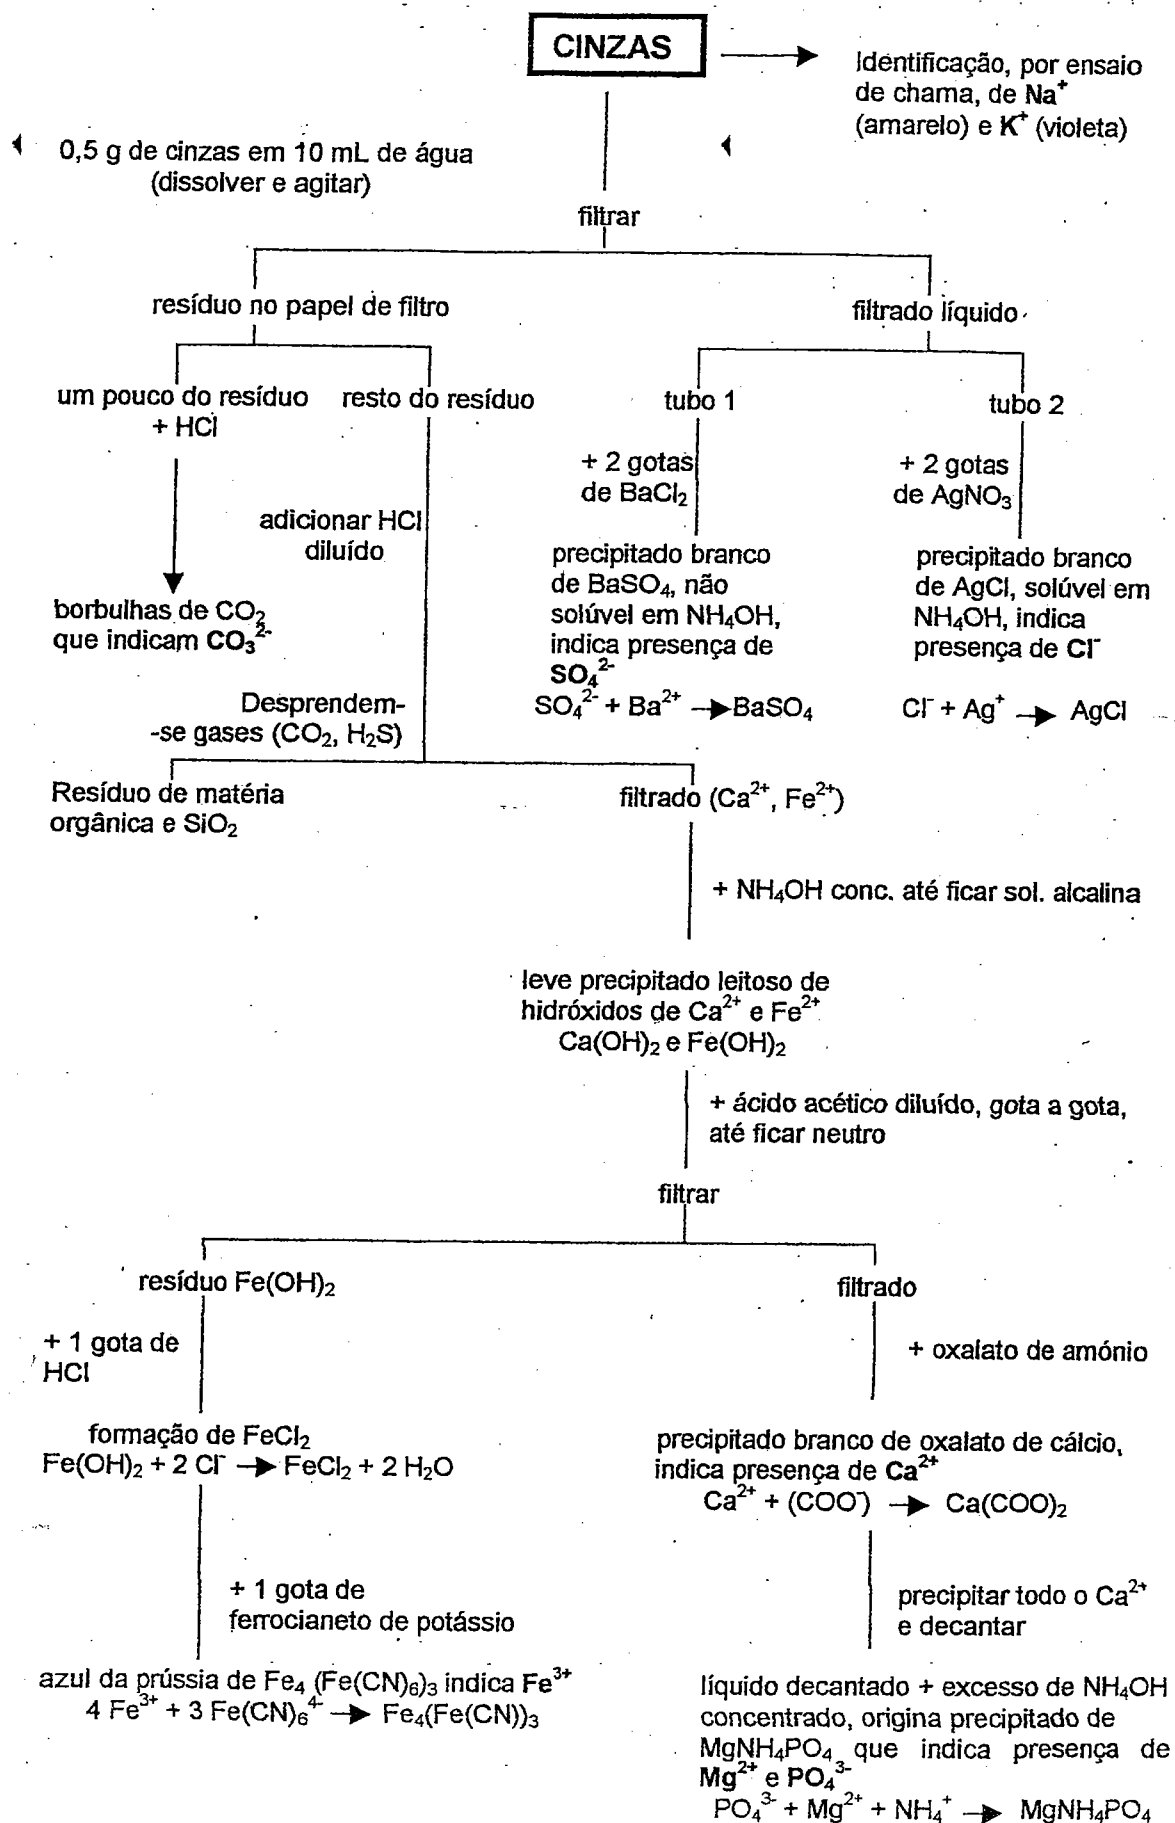 CINZAS
Identificação, por ensaio
de chama, de Na⁺
(amarelo) e K⁺ (violeta)
0,5 g de cinzas em 10 mL de água
(dissolver e agitar)
filtrar
resíduo no papel de filtro
filtrado líquido
um pouco do resíduo
+ HCl
resto do resíduo
tubo 1
tubo 2
+ 2 gotas
de BaCl₂
+ 2 gotas
de AgNO₃
adicionar HCl
diluído
borbulhas de CO₂
que indicam CO₃²⁻
precipitado branco
de BaSO₄, não
solúvel em NH₄OH,
indica presença de
SO₄²⁻
SO₄²⁻ + Ba²⁺ → BaSO₄
precipitado branco
de AgCl, solúvel em
NH₄OH, indica
presença de Cl⁻
Cl⁻ + Ag⁺ → AgCl
Desprendem-
-se gases (CO₂, H₂S)
Resíduo de matéria
orgânica e SiO₂
filtrado (Ca²⁺, Fe²⁺)
+ NH₄OH conc. até ficar sol. alcalina
leve precipitado leitoso de
hidróxidos de Ca²⁺ e Fe²⁺
Ca(OH)₂ e Fe(OH)₂
+ ácido acético diluído, gota a gota,
até ficar neutro
filtrar
resíduo Fe(OH)₂
filtrado
+ 1 gota de
HCl
+ oxalato de amónio
formação de FeCl₂
Fe(OH)₂ + 2 Cl⁻ → FeCl₂ + 2 H₂O
precipitado branco de oxalato de cálcio,
indica presença de Ca²⁺
Ca²⁺ + (COO⁻) → Ca(COO)₂
+ 1 gota de
ferrocianeto de potássio
precipitar todo o Ca²⁺
e decantar
azul da prússia de Fe₄ (Fe(CN)₆)₃ indica Fe³⁺
4 Fe³⁺ + 3 Fe(CN)₆⁴⁻ → Fe₄(Fe(CN))₃
líquido decantado + excesso de NH₄OH
concentrado, origina precipitado de
MgNH₄PO₄ que indica presença de
Mg²⁺ e PO₄³⁻
PO₄³⁻ + Mg²⁺ + NH₄⁺ → MgNH₄PO₄